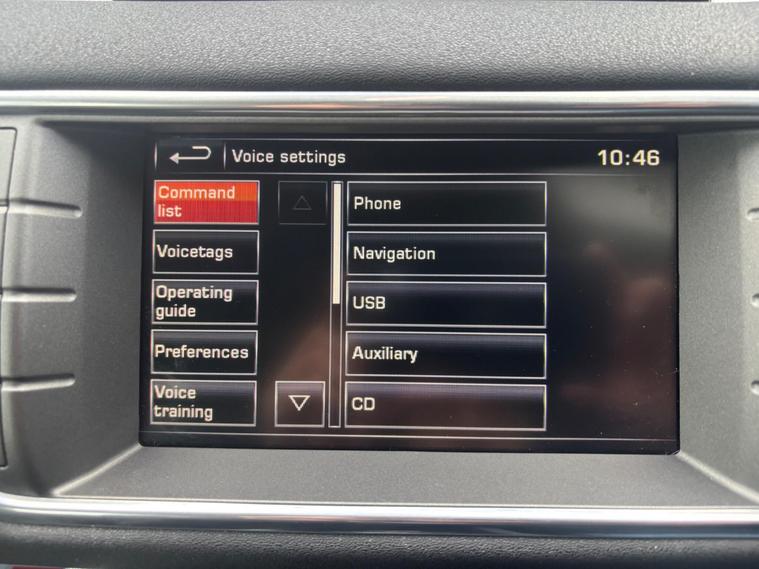 Voice settings
10:46
Command
list
Voicetags
Operating
guide
Preferences
Voice
training
Phone
Navigation
USB
Auxiliary
CD